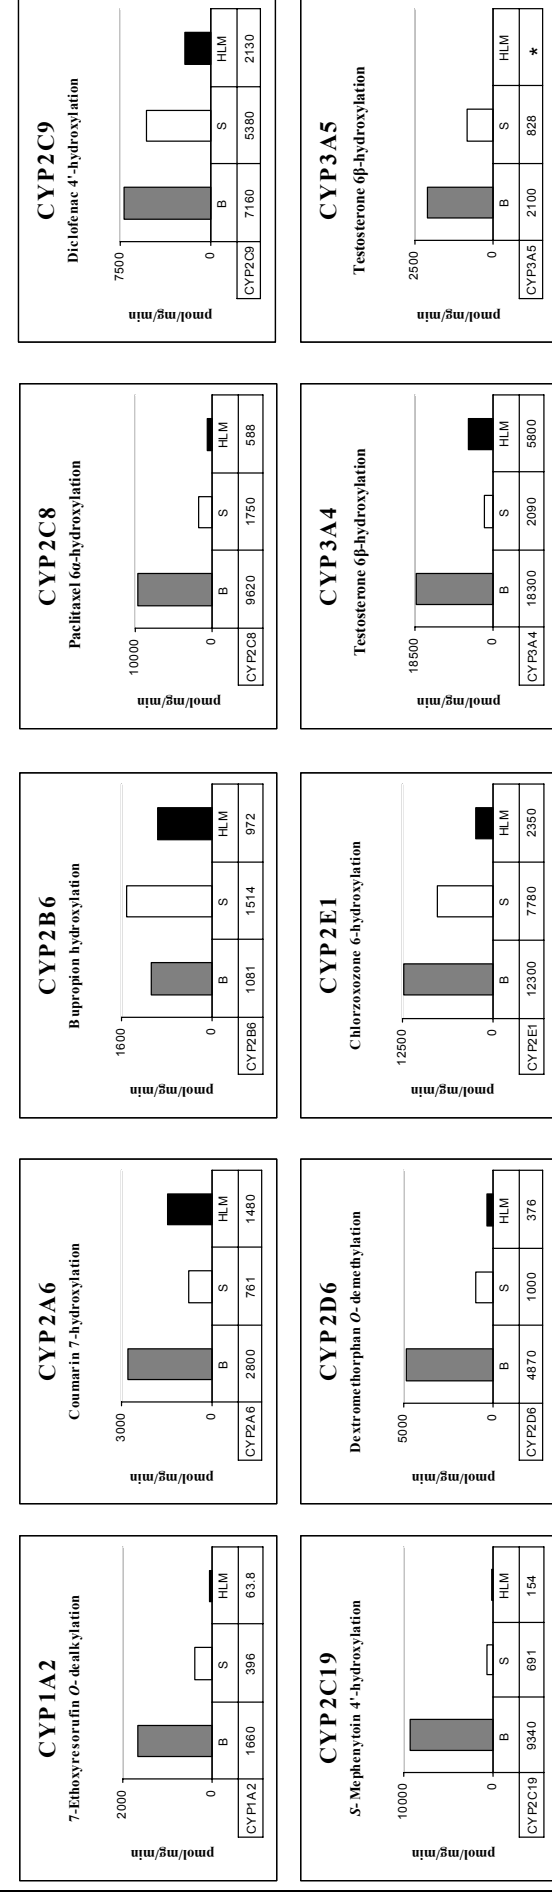 CYP1A2
7-Ethoxyresorufin O-dealkylation
2000
0
pmol/mg/min
B S HLM
CYP1A2 1660 396 63.8
CYP2A6
Coumarin 7-hydroxylation
3000
0
pmol/mg/min
B S HLM
CYP2A6 2800 761 1480
CYP2B6
Bupropion hydroxylation
1600
0
pmol/mg/min
B S HLM
CYP2B6 1081 1514 972
CYP2C8
Paclitaxel 6α-hydroxylation
10000
0
pmol/mg/min
B S HLM
CYP2C8 9620 1750 588
CYP2C9
Diclofenac 4'-hydroxylation
7500
0
pmol/mg/min
B S HLM
CYP2C9 7160 5380 2130
CYP2C19
S-Mephenytoin 4'-hydroxylation
10000
0
pmol/mg/min
B S HLM
CYP2C19 9340 691 154
CYP2D6
Dextromethorphan O-demethylation
5000
0
pmol/mg/min
B S HLM
CYP2D6 4870 1000 376
CYP2E1
Chlorzoxozone 6-hydroxylation
12500
0
pmol/mg/min
B S HLM
CYP2E1 12300 7780 2350
CYP3A4
Testosterone 6β-hydroxylation
18500
0
pmol/mg/min
B S HLM
CYP3A4 18300 2090 5800
CYP3A5
Testosterone 6β-hydroxylation
2500
0
pmol/mg/min
B S HLM
CYP3A5 2100 828 *